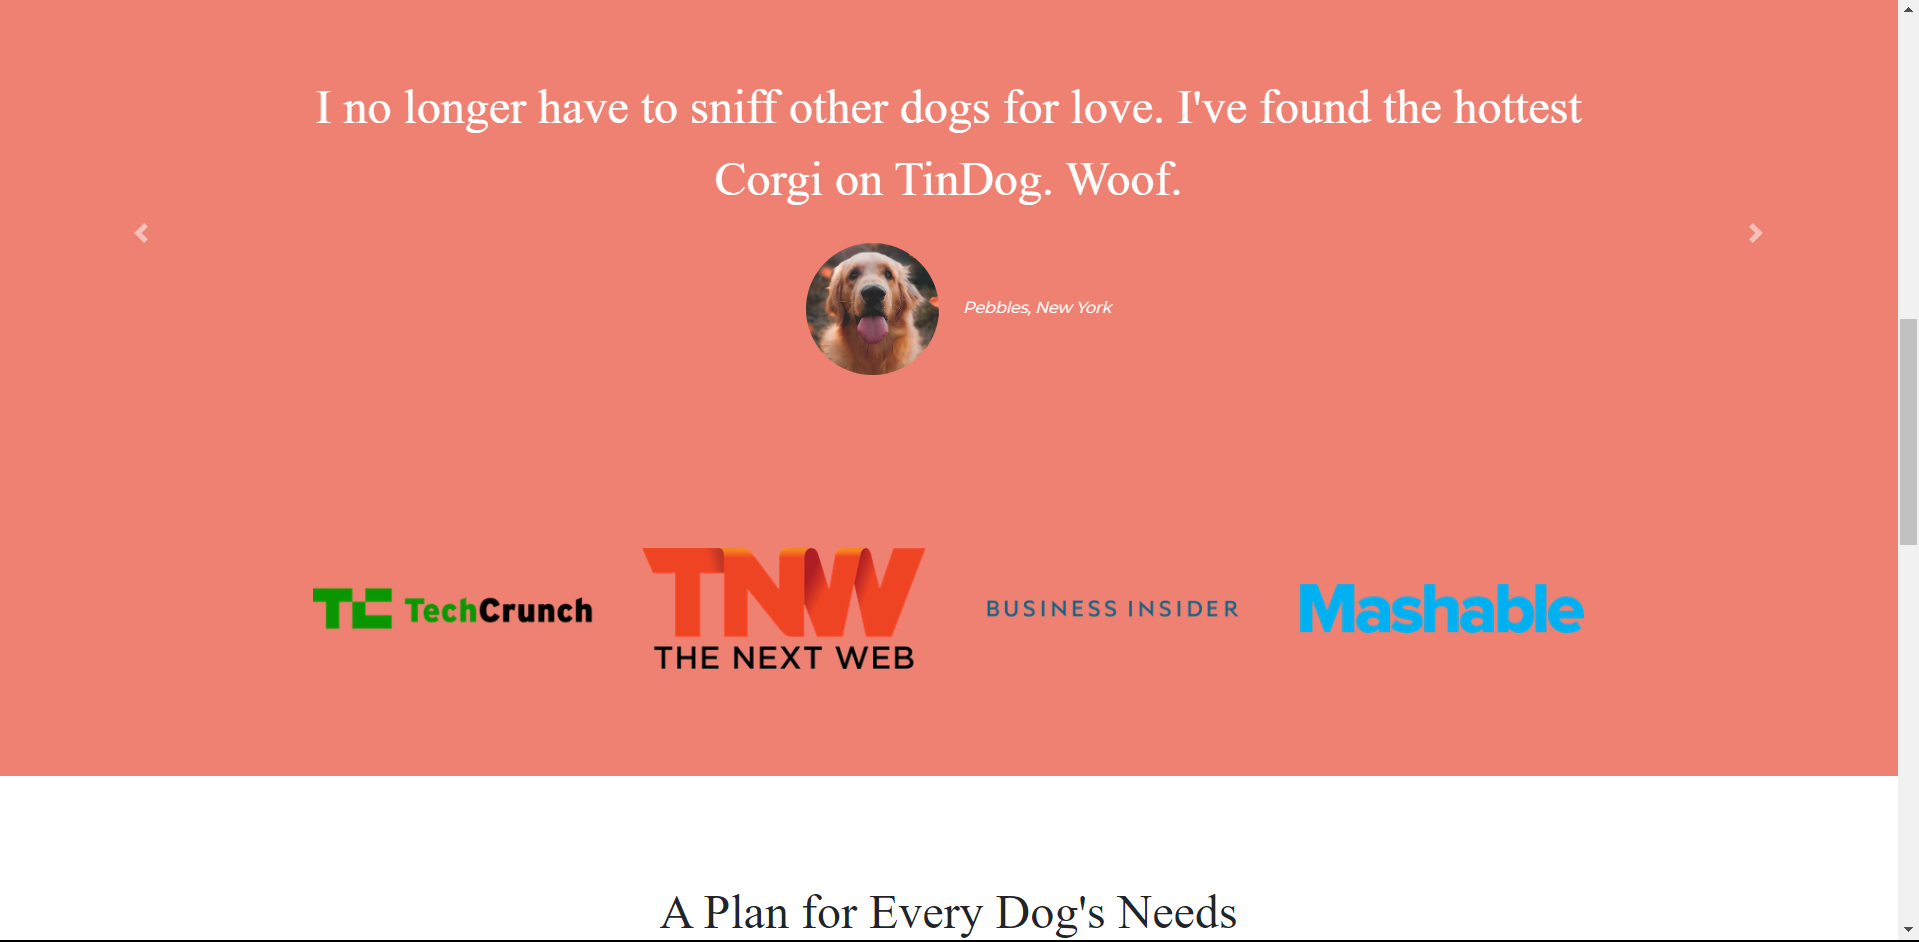 I no longer have to sniff other dogs for love. I've found the hottest
Corgi on TinDog. Woof.
Pebbles, New York
TC TechCrunch
TNW
THE NEXT WEB
BUSINESS INSIDER
Mashable
A Plan for Every Dog's Needs